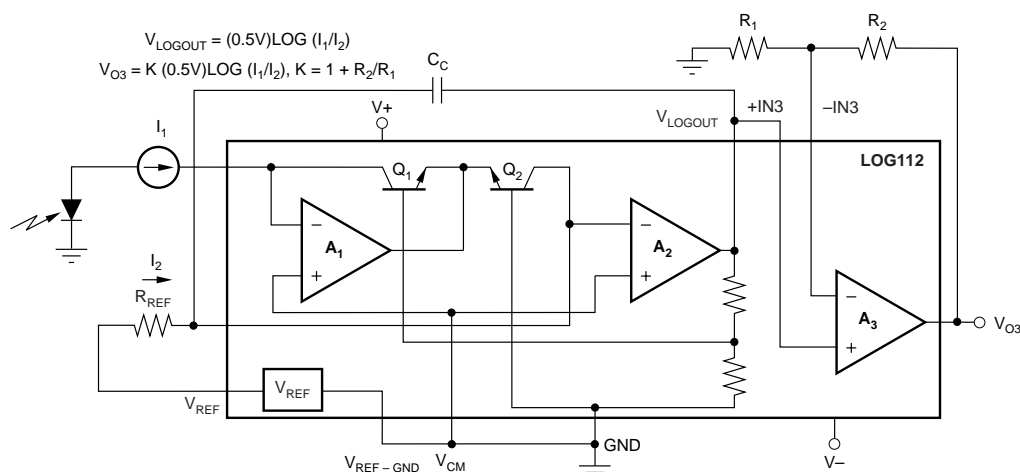 V_LOGOUT = (0.5V)LOG (I_1/I_2)
V_O3 = K (0.5V)LOG (I_1/I_2), K = 1 + R_2/R_1
R_1
R_2
C_C
V+
I_1
V_LOGOUT
+IN3
–IN3
LOG112
Q_1
Q_2
A_1
A_2
I_2
R_REF
A_3
V_O3
V_REF
V_REF
V_REF – GND
V_CM
GND
V–